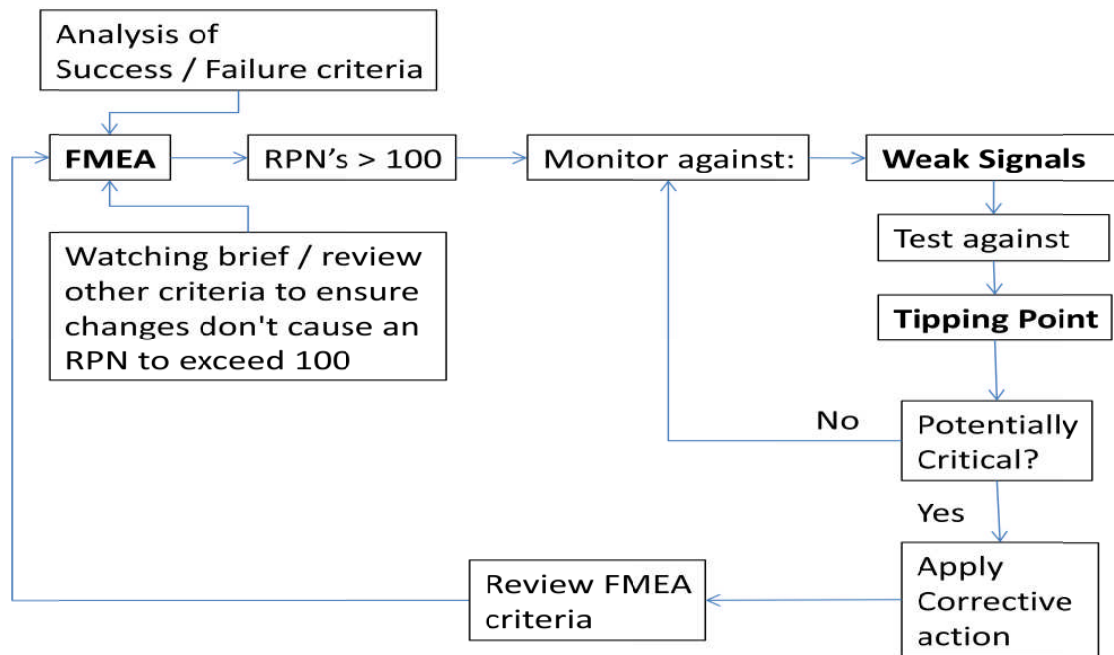 Analysis of
Success / Failure criteria
FMEA
RPN's > 100
Monitor against:
Weak Signals
Watching brief / review
other criteria to ensure
changes don't cause an
RPN to exceed 100
Test against
Tipping Point
No
Potentially
Critical?
Yes
Apply
Corrective
action
Review FMEA
criteria